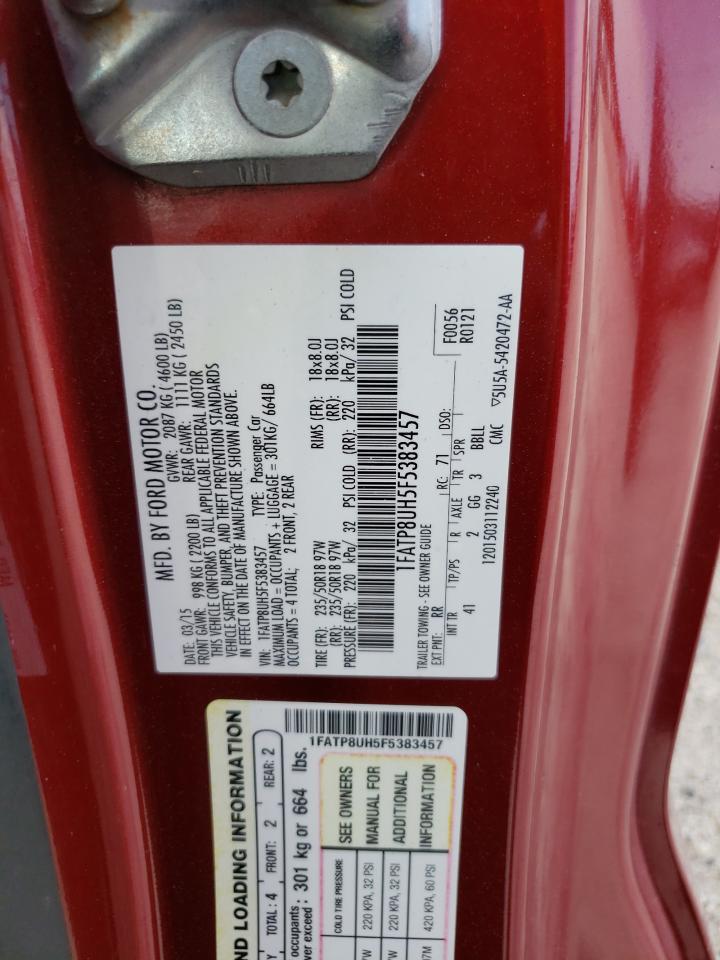 MFD. BY FORD MOTOR CO.
DATE: 03/15 GVWR: 2087 KG ( 4600 LB)
FRONT GAWR: 998 KG ( 2200 LB) REAR GAWR: 1111 KG ( 2450 LB)
THIS VEHICLE CONFORMS TO ALL APPLICABLE FEDERAL MOTOR
VEHICLE SAFETY, BUMPER, AND THEFT PREVENTION STANDARDS
IN EFFECT ON THE DATE OF MANUFACTURE SHOWN ABOVE.
VIN: 1FATP8UH5F5383457 TYPE: Passenger Car
MAXIMUM LOAD = OCCUPANTS + LUGGAGE = 301KG/ 664LB
OCCUPANTS = 4 TOTAL: 2 FRONT, 2 REAR
TIRE (FR): 235/50R18 97W RIMS (FR): 18x8.0J
(RR): 235/50R18 97W (RR): 18x8.0J
PRESSURE (FR): 220 kPa/ 32 PSI COLD (RR): 220 kPa/ 32 PSI COLD
1FATP8UH5F5383457
TRAILER TOWING - SEE OWNER GUIDE F0056
EXT PNT: RR RC: 71 DSO: R0121
INT TR TP/PS R AXLE TR SPR
41 2 GG 3 BBLL
1201503112240 CMC ▽5U5A-5420472-AA
ND LOADING INFORMATION
TOTAL: 4 FRONT: 2 REAR: 2
occupants
ver exceed : 301 kg or 664 lbs.
1FATP8UH5F5383457
COLD TIRE PRESSURE SEE OWNERS
220 KPA, 32 PSI MANUAL FOR
220 KPA, 32 PSI ADDITIONAL
420 KPA, 60 PSI INFORMATION